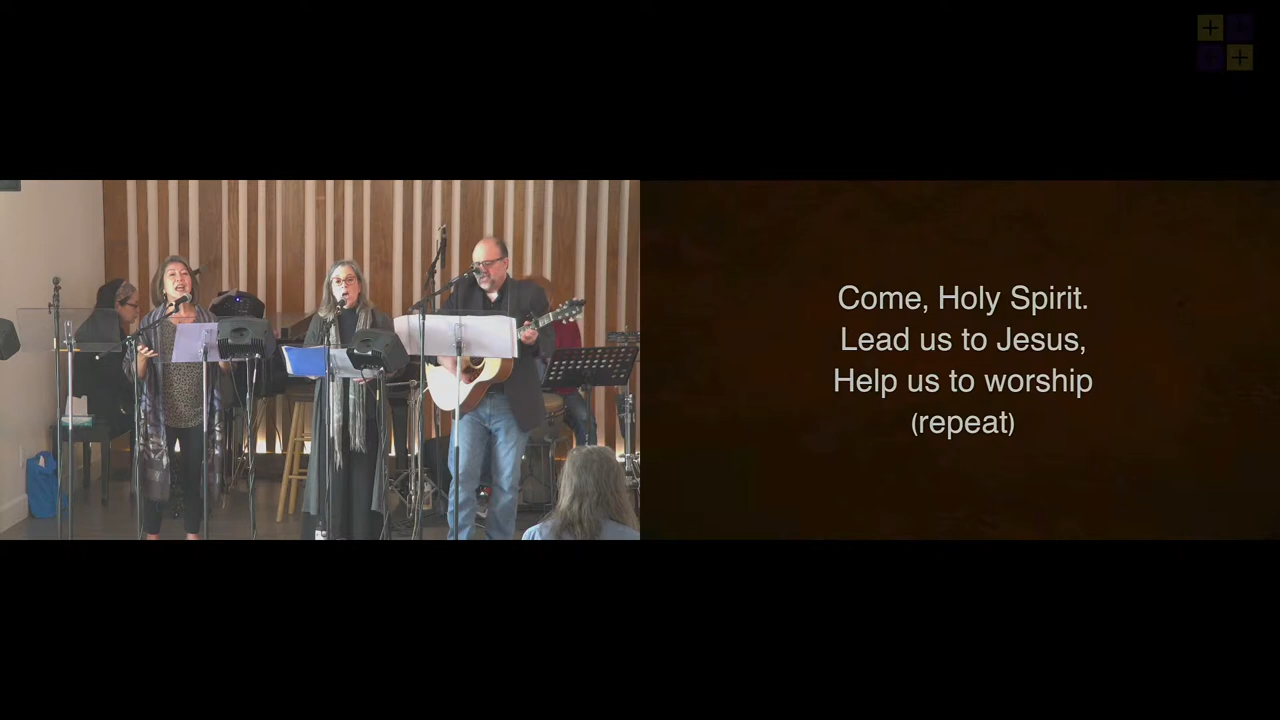 Come, Holy Spirit.
Lead us to Jesus,
Help us to worship
(repeat)